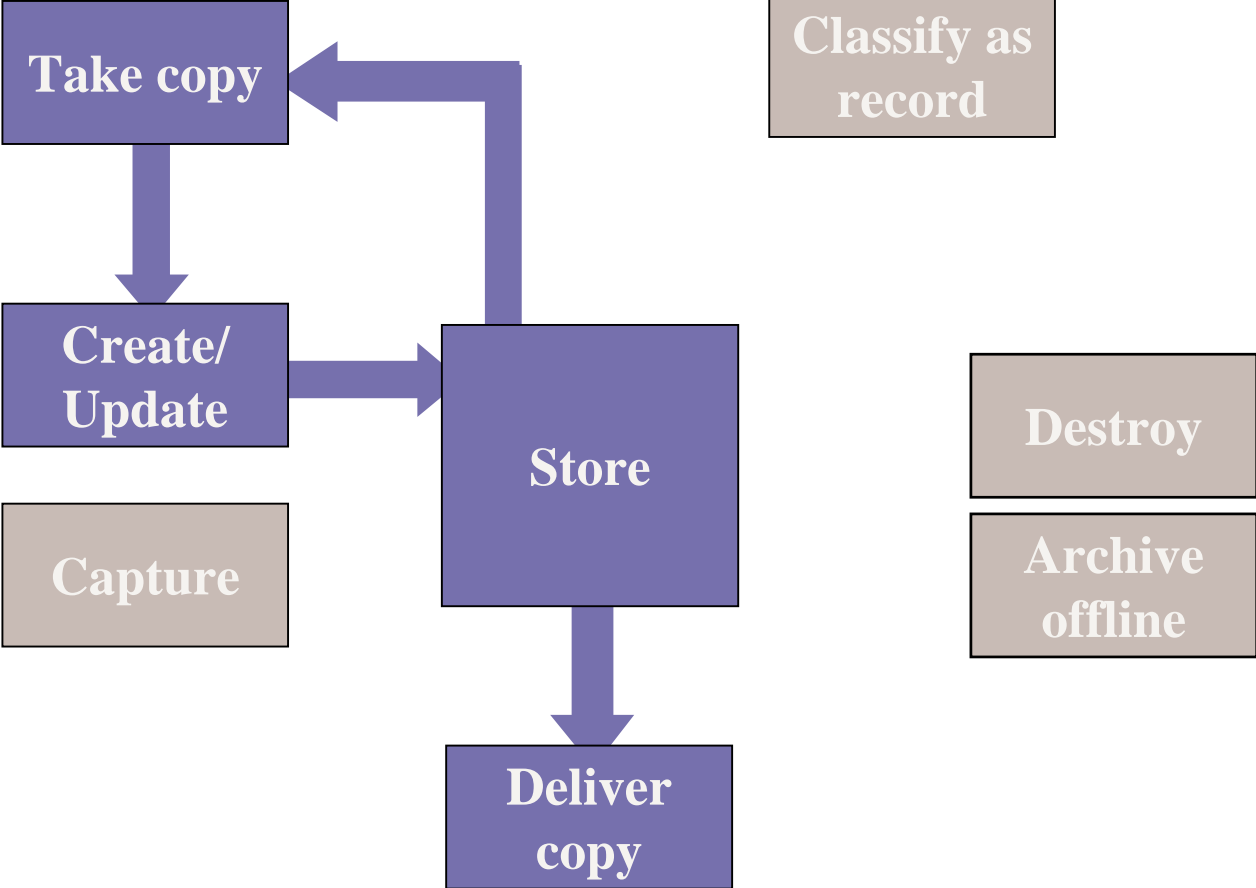 Take copy
Classify as
record
Create/
Update
Store
Destroy
Capture
Archive
offline
Deliver
copy